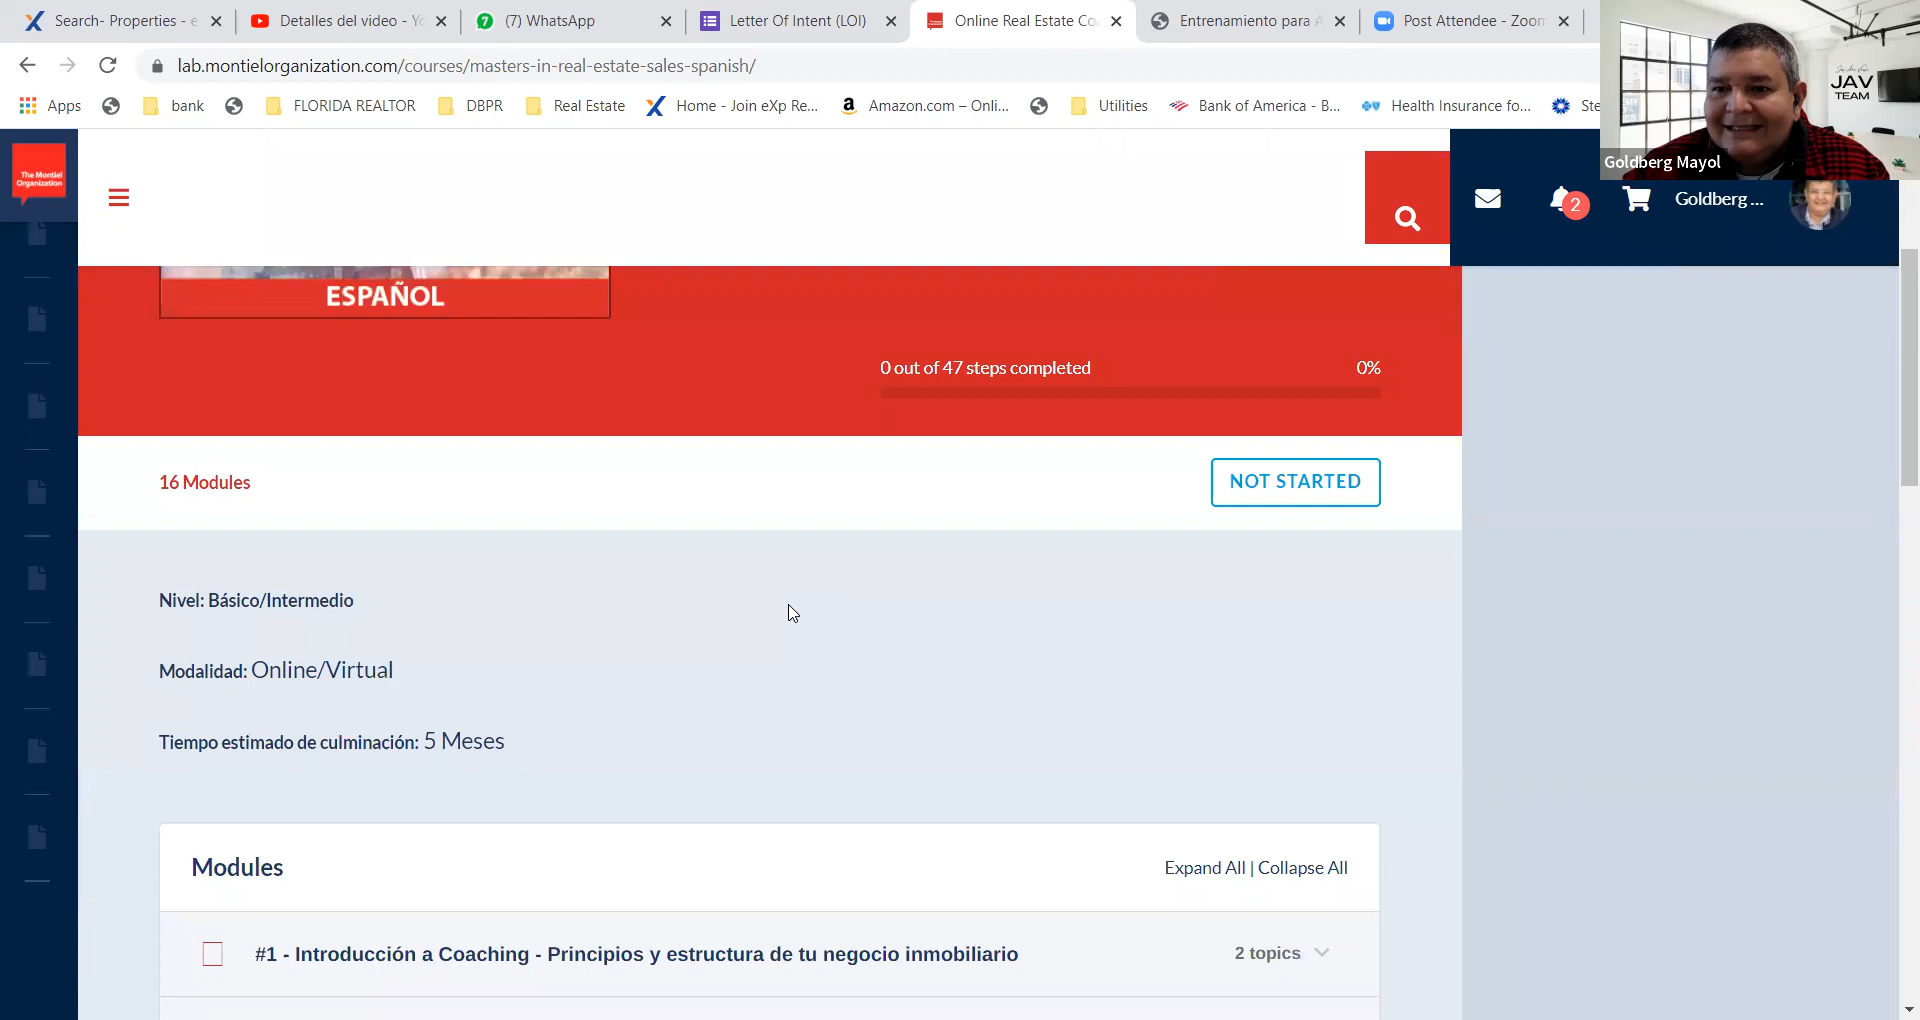 Search- Properties - e
Detalles del video - Yo
(7) WhatsApp
Letter Of Intent (LOI)
Online Real Estate Co
Entrenamiento para A
Post Attendee - Zoom
lab.montielorganization.com/courses/masters-in-real-estate-sales-spanish/
Apps
bank
FLORIDA REALTOR
DBPR
Real Estate
Home - Join eXp Re...
Amazon.com – Onli...
Utilities
Bank of America - B...
Health Insurance fo...
Ste
JAV
TEAM
Goldberg Mayol
The Montiel
Organization
2
Goldberg ...
ESPAÑOL
0 out of 47 steps completed
0%
16 Modules
NOT STARTED
Nivel: Básico/Intermedio
Modalidad: Online/Virtual
Tiempo estimado de culminación: 5 Meses
Modules
Expand All | Collapse All
#1 - Introducción a Coaching - Principios y estructura de tu negocio inmobiliario
2 topics